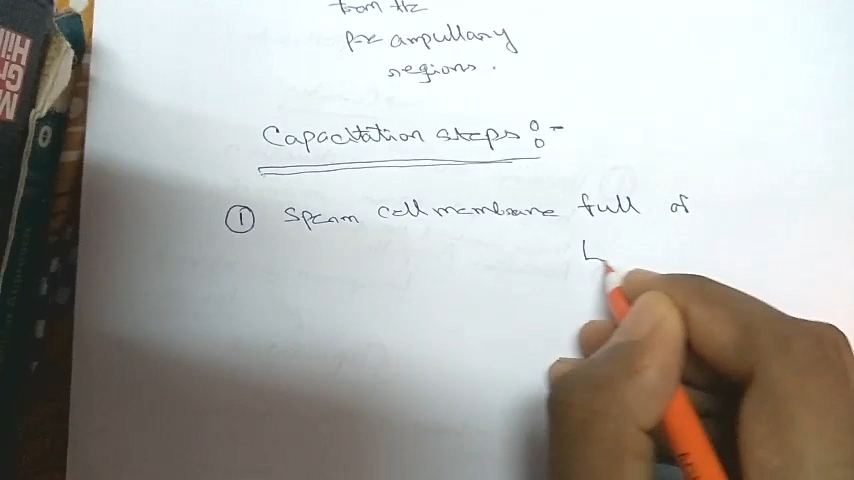 from the
pre ampullary
regions.
Capacitation steps :-
① Sperm cell membrane full of
L